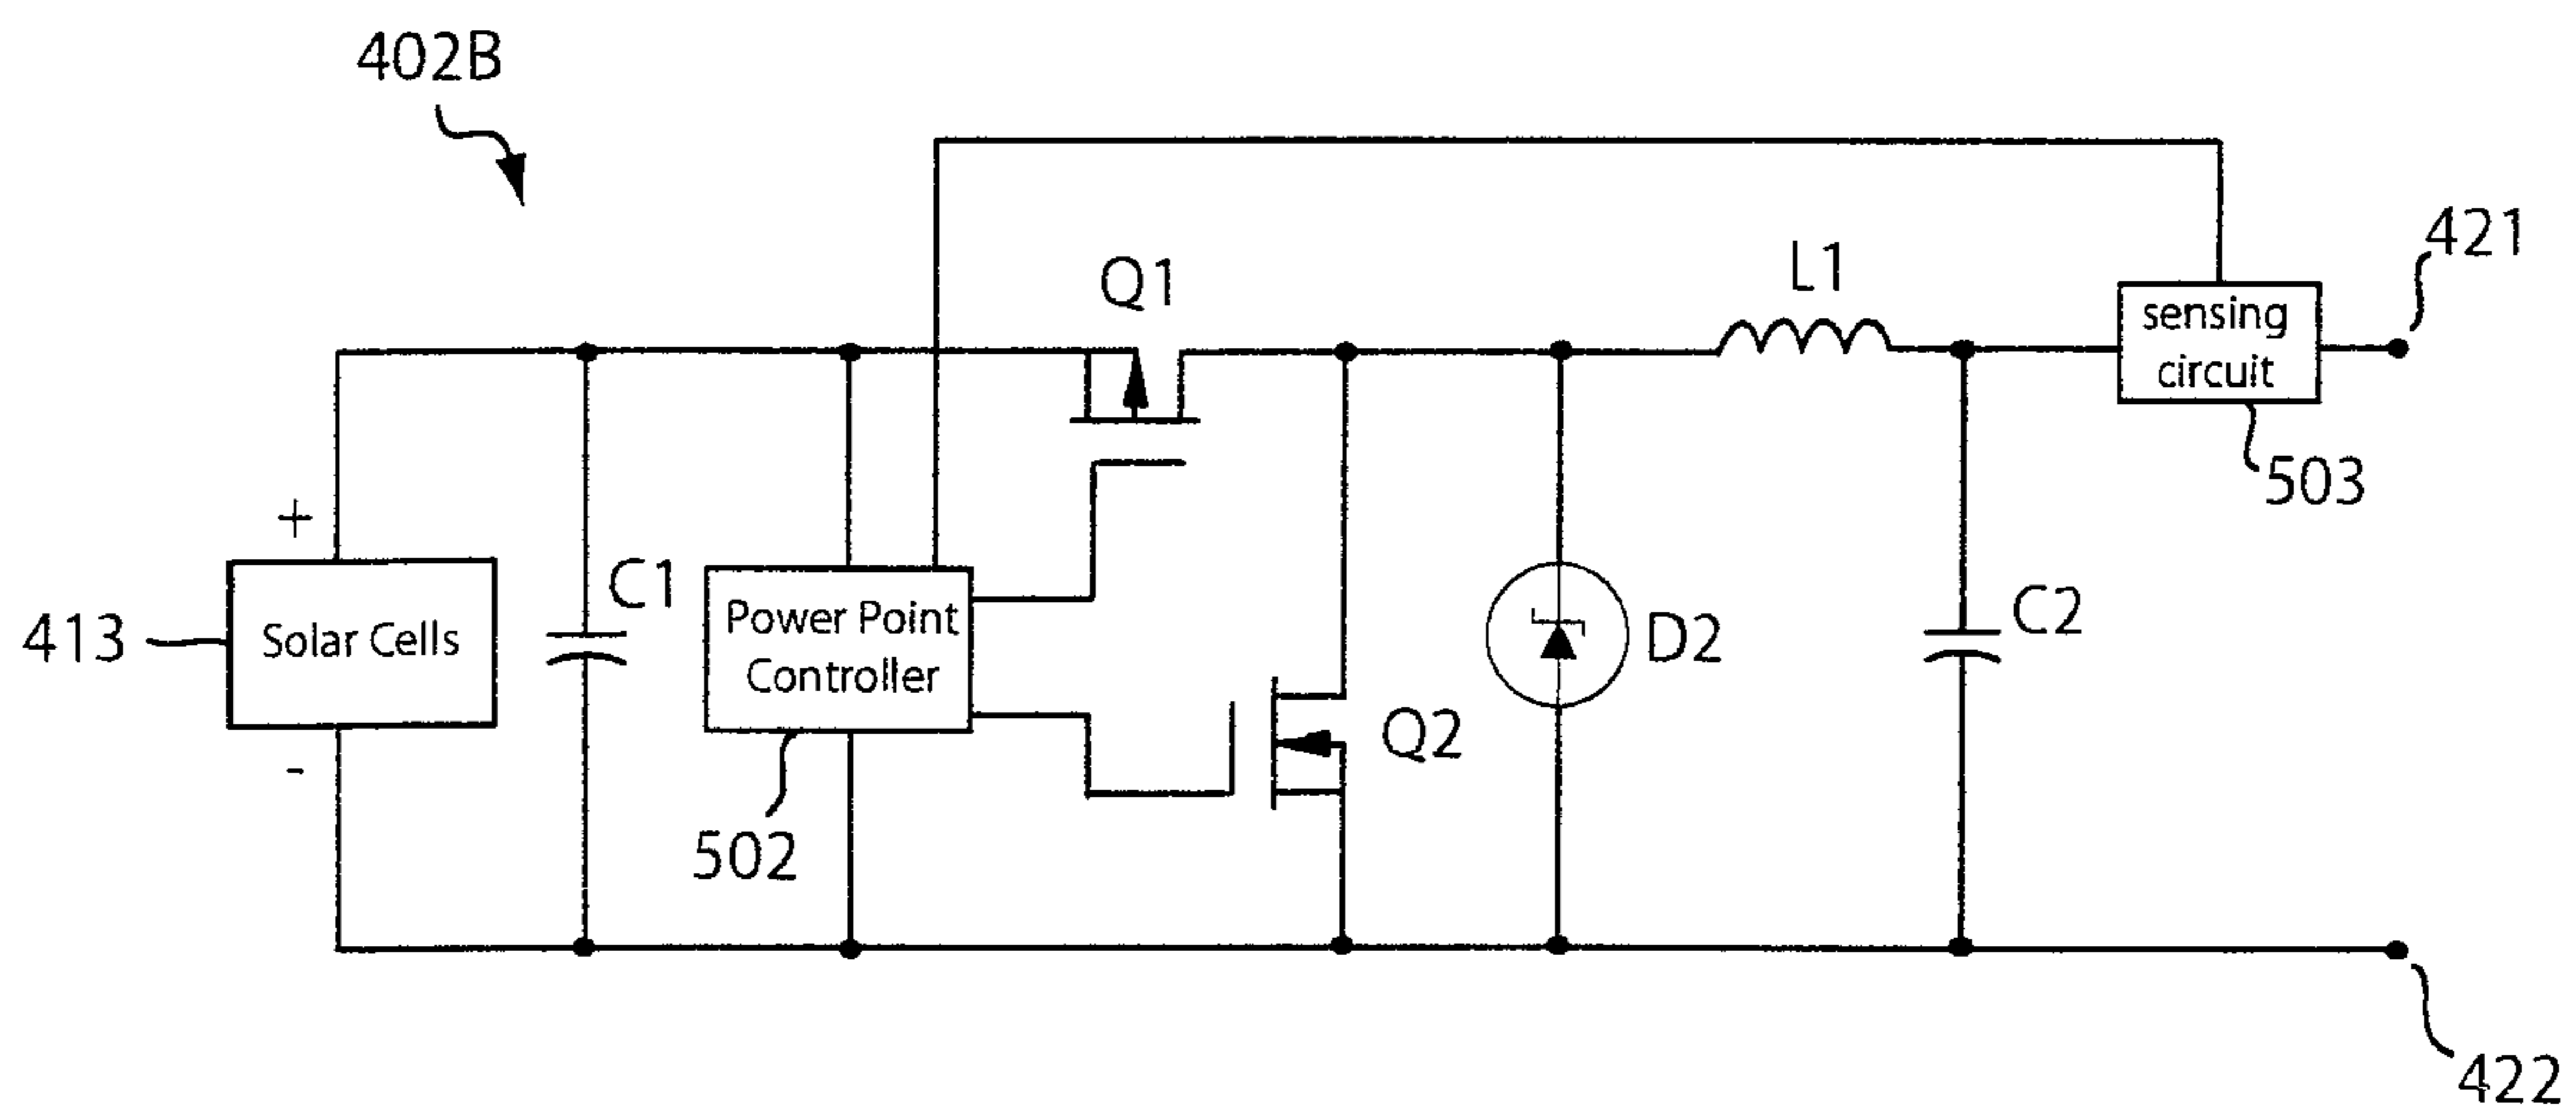 402B
421
Q1
L1
sensing
circuit
503
+
Solar Cells
413
-
C1
Power Point
Controller
502
Q2
D2
C2
422